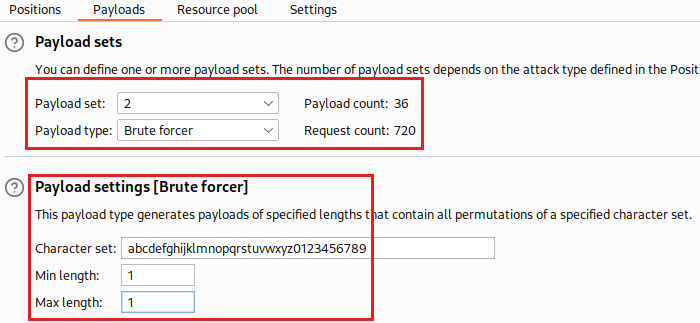 Positions Payloads Resource pool Settings
? Payload sets
You can define one or more payload sets. The number of payload sets depends on the attack type defined in the Posit
Payload set: 2 Payload count: 36
Payload type: Brute forcer Request count: 720
? Payload settings [Brute forcer]
This payload type generates payloads of specified lengths that contain all permutations of a specified character set.
Character set: abcdefghijklmnopqrstuvwxyz0123456789
Min length: 1
Max length: 1